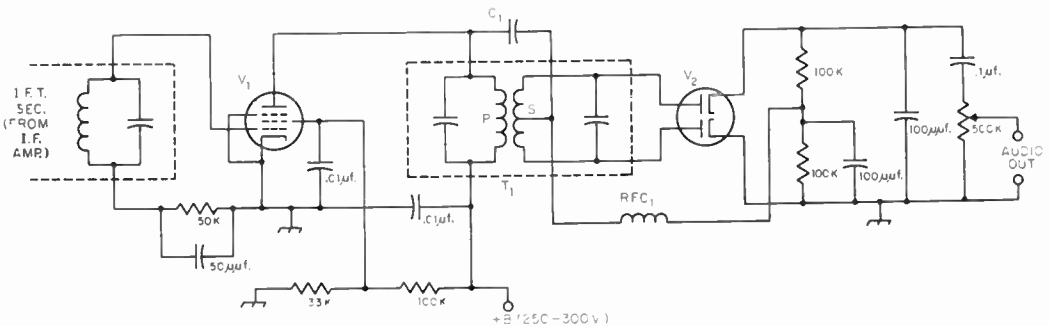 I.F.T.
SEC.
(FROM
I.F.
AMP.)
V1
.01μf.
50K
50μμf.
.01μf.
33K
100K
+B (250-300V)
C1
P
S
T1
RFC1
V2
100K
100K
100μμf.
100μμf.
.1μf.
500K
AUDIO
OUT